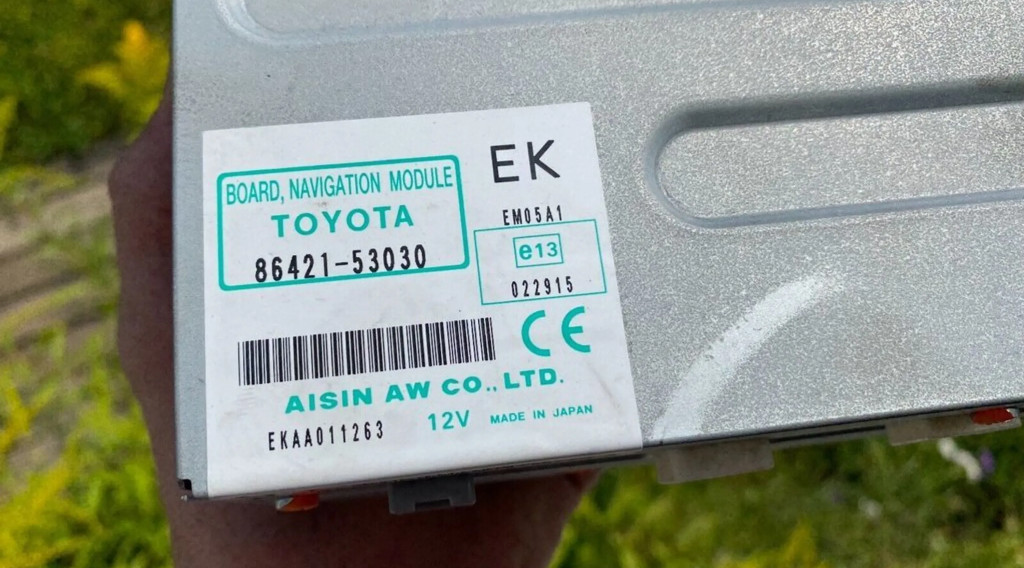 BOARD, NAVIGATION MODULE
TOYOTA
86421-53030
EK
EM05A1
e13
022915
CE
AISIN AW CO., LTD.
EKAA011263
12V MADE IN JAPAN